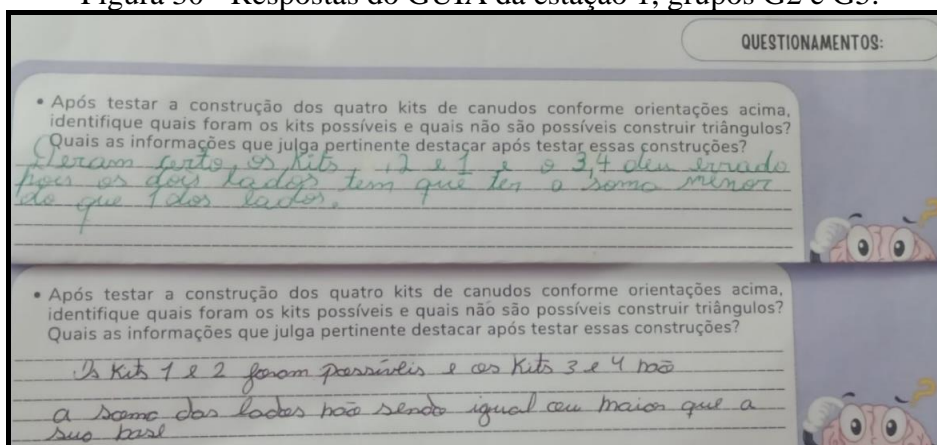 Figura 30 - Respostas do GUIA da estação 1, grupos G2 e G5.
QUESTIONAMENTOS:
• Após testar a construção dos quatro kits de canudos conforme orientações acima,
identifique quais foram os kits possíveis e quais não são possíveis construir triângulos?
Quais as informações que julga pertinente destacar após testar essas construções?
Deram certo os Kits , 2 e 1 e o 3,4 deu errado
pois os dois lados tem que ter a soma menor
do que 1 dos lados.
• Após testar a construção dos quatro kits de canudos conforme orientações acima,
identifique quais foram os kits possíveis e quais não são possíveis construir triângulos?
Quais as informações que julga pertinente destacar após testar essas construções?
Os Kits 1 e 2 foram possívelis e os Kits 3 e 4 não
a soma dos lados não sendo igual ou maior que a
sua base